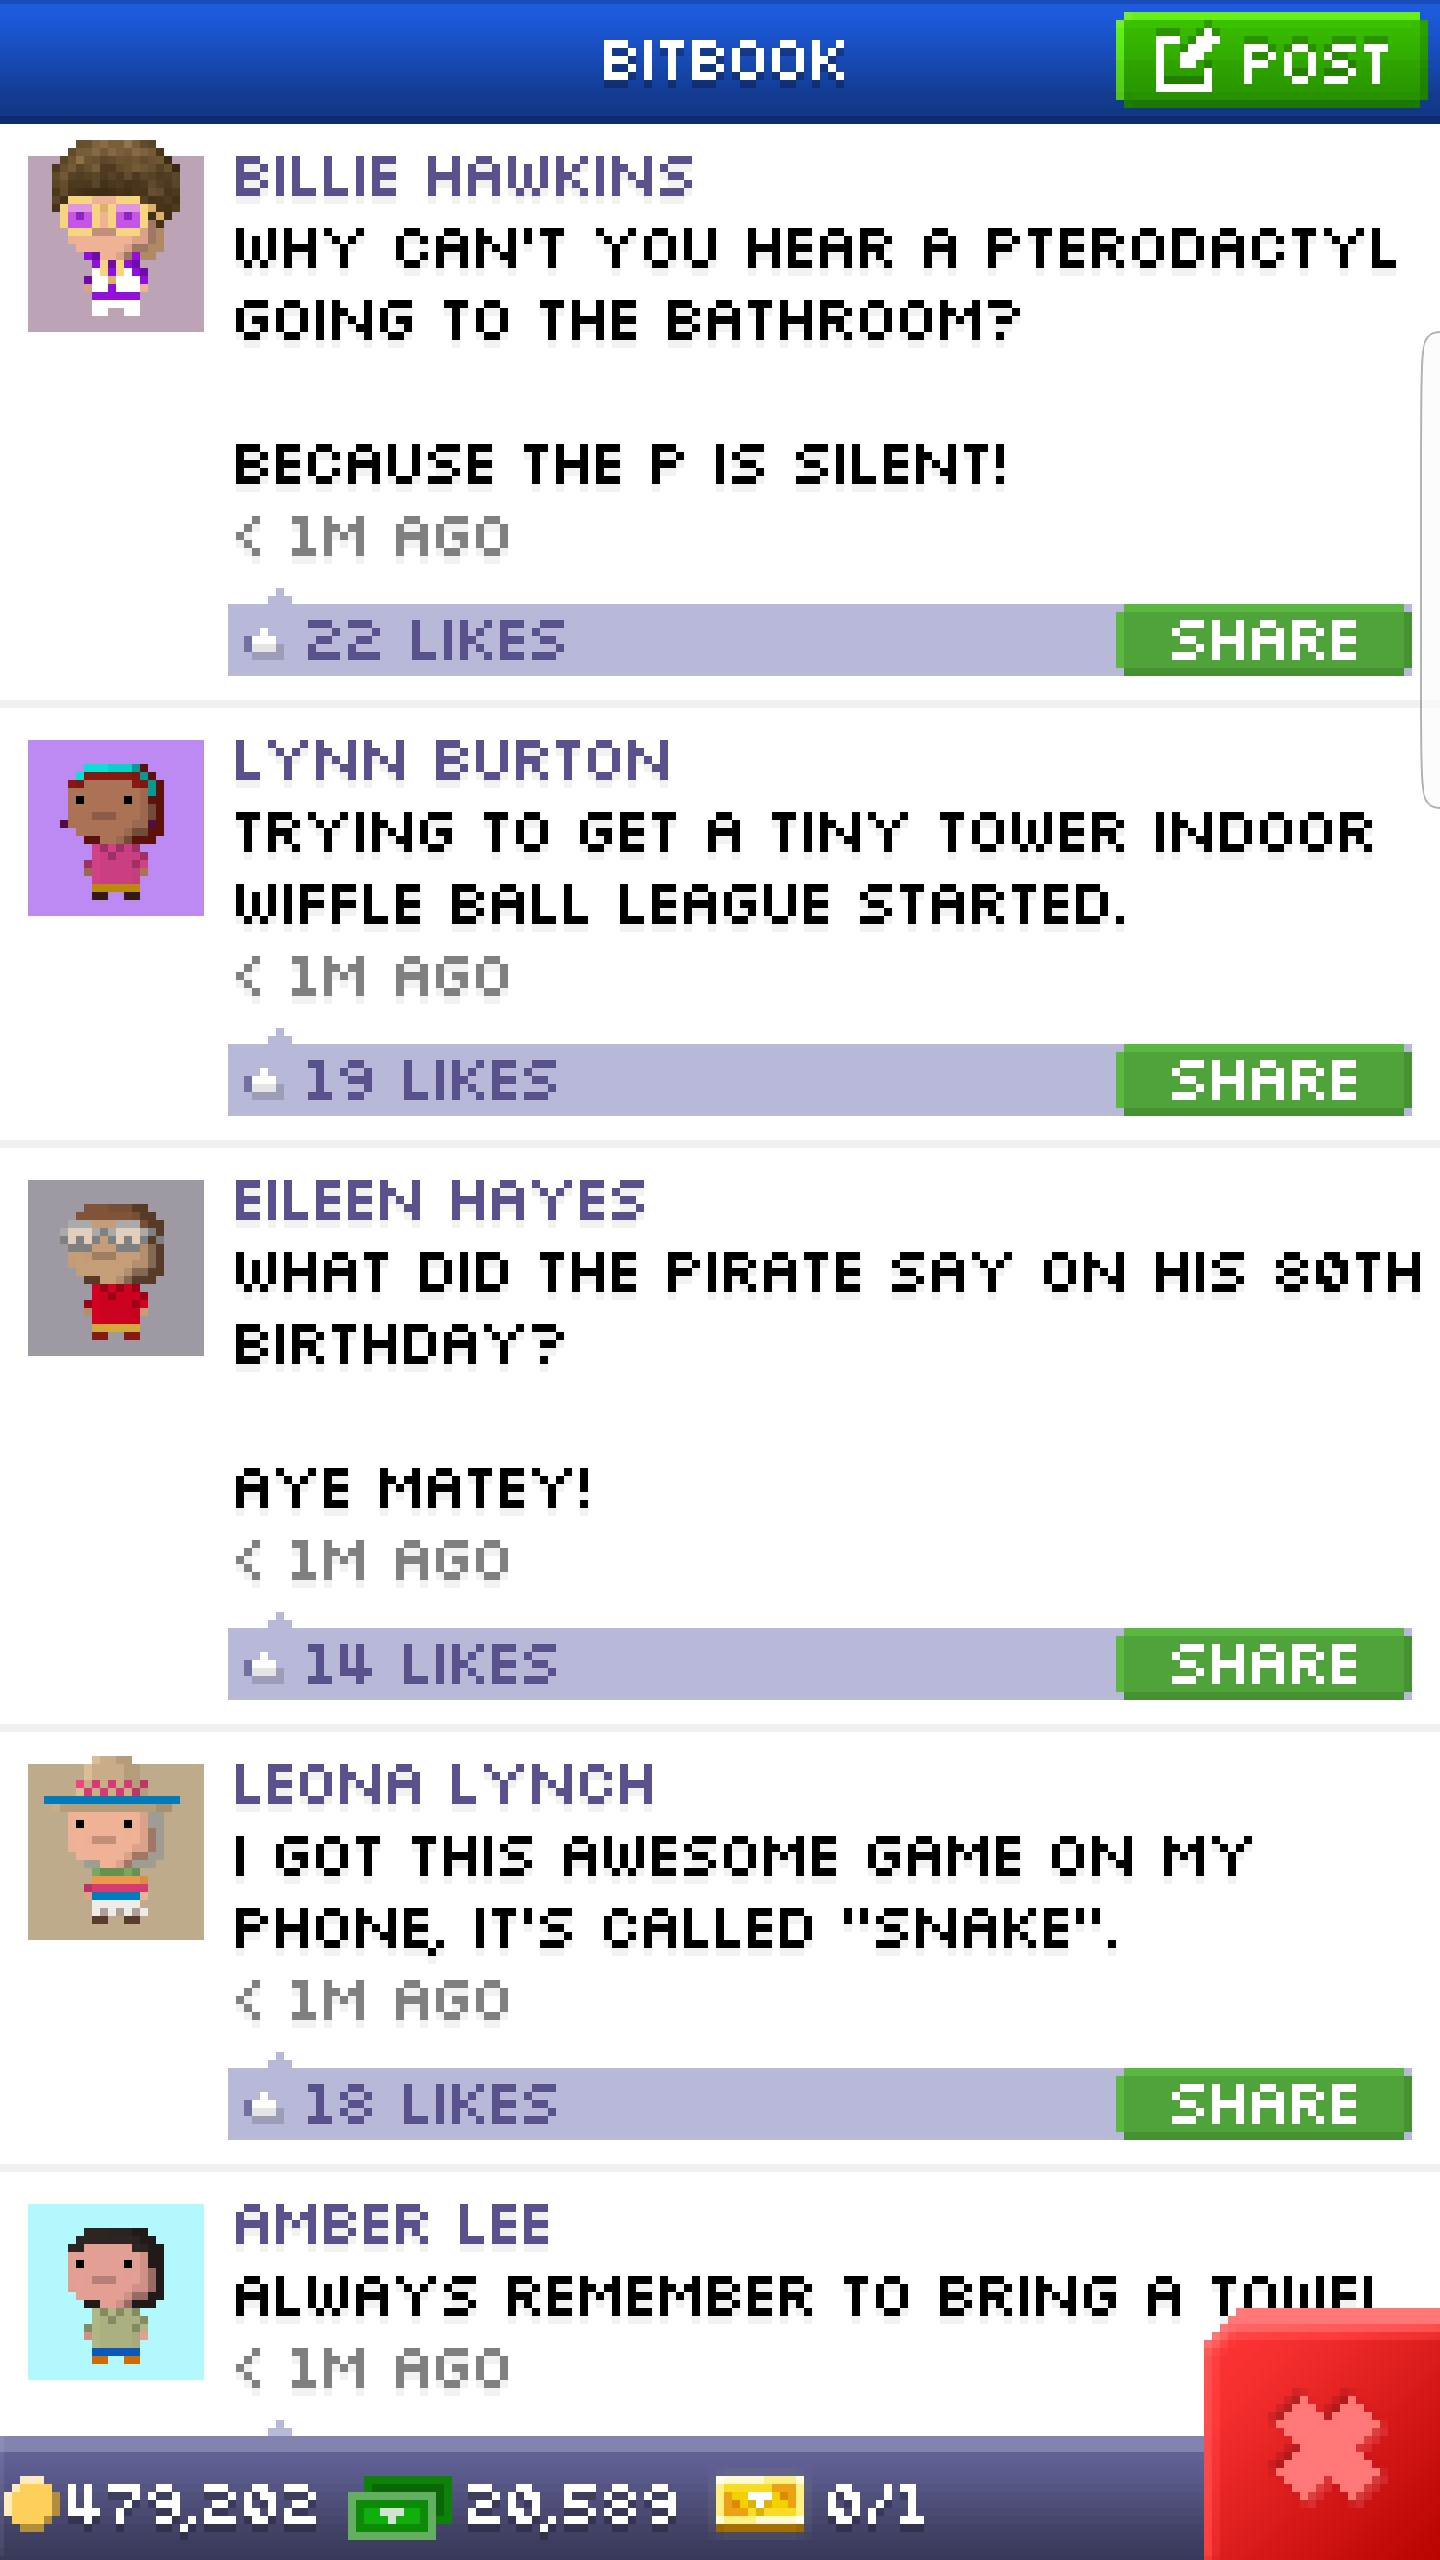 BITBOOK
POST
BILLIE HAWKINS
WHY CAN'T YOU HEAR A PTERODACTYL
GOING TO THE BATHROOM?
BECAUSE THE P IS SILENT!
< 1M AGO
22 LIKES
SHARE
LYNN BURTON
TRYING TO GET A TINY TOWER INDOOR
WIFFLE BALL LEAGUE STARTED.
< 1M AGO
19 LIKES
SHARE
EILEEN HAYES
WHAT DID THE PIRATE SAY ON HIS 80TH
BIRTHDAY?
AYE MATEY!
< 1M AGO
14 LIKES
SHARE
LEONA LYNCH
I GOT THIS AWESOME GAME ON MY
PHONE, IT'S CALLED "SNAKE".
< 1M AGO
18 LIKES
SHARE
AMBER LEE
ALWAYS REMEMBER TO BRING A TOWEL
< 1M AGO
479,202
20,589
0/1